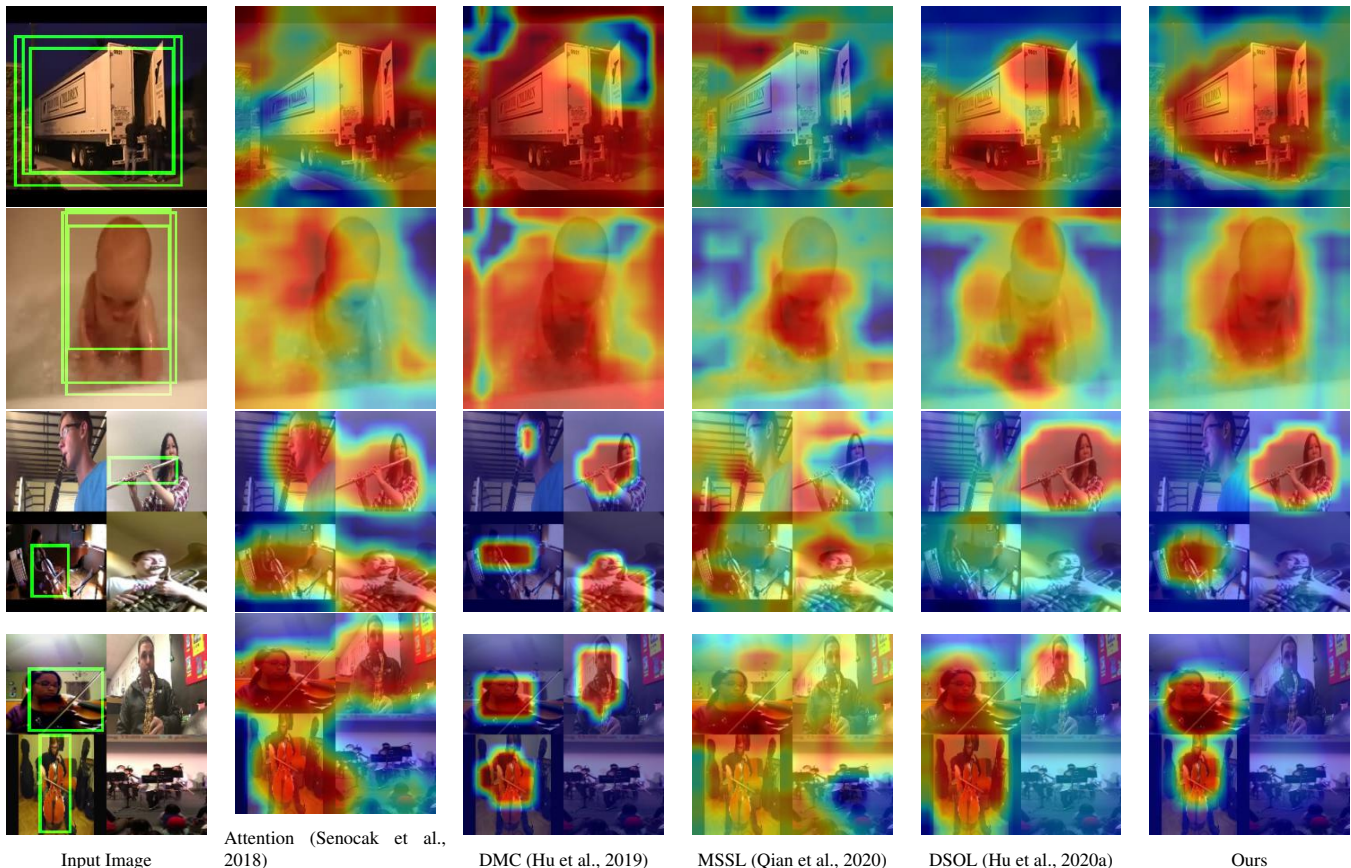 Input Image
Attention (Senocak et al., 2018)
DMC (Hu et al., 2019)
MSSL (Qian et al., 2020)
DSOL (Hu et al., 2020a)
Ours